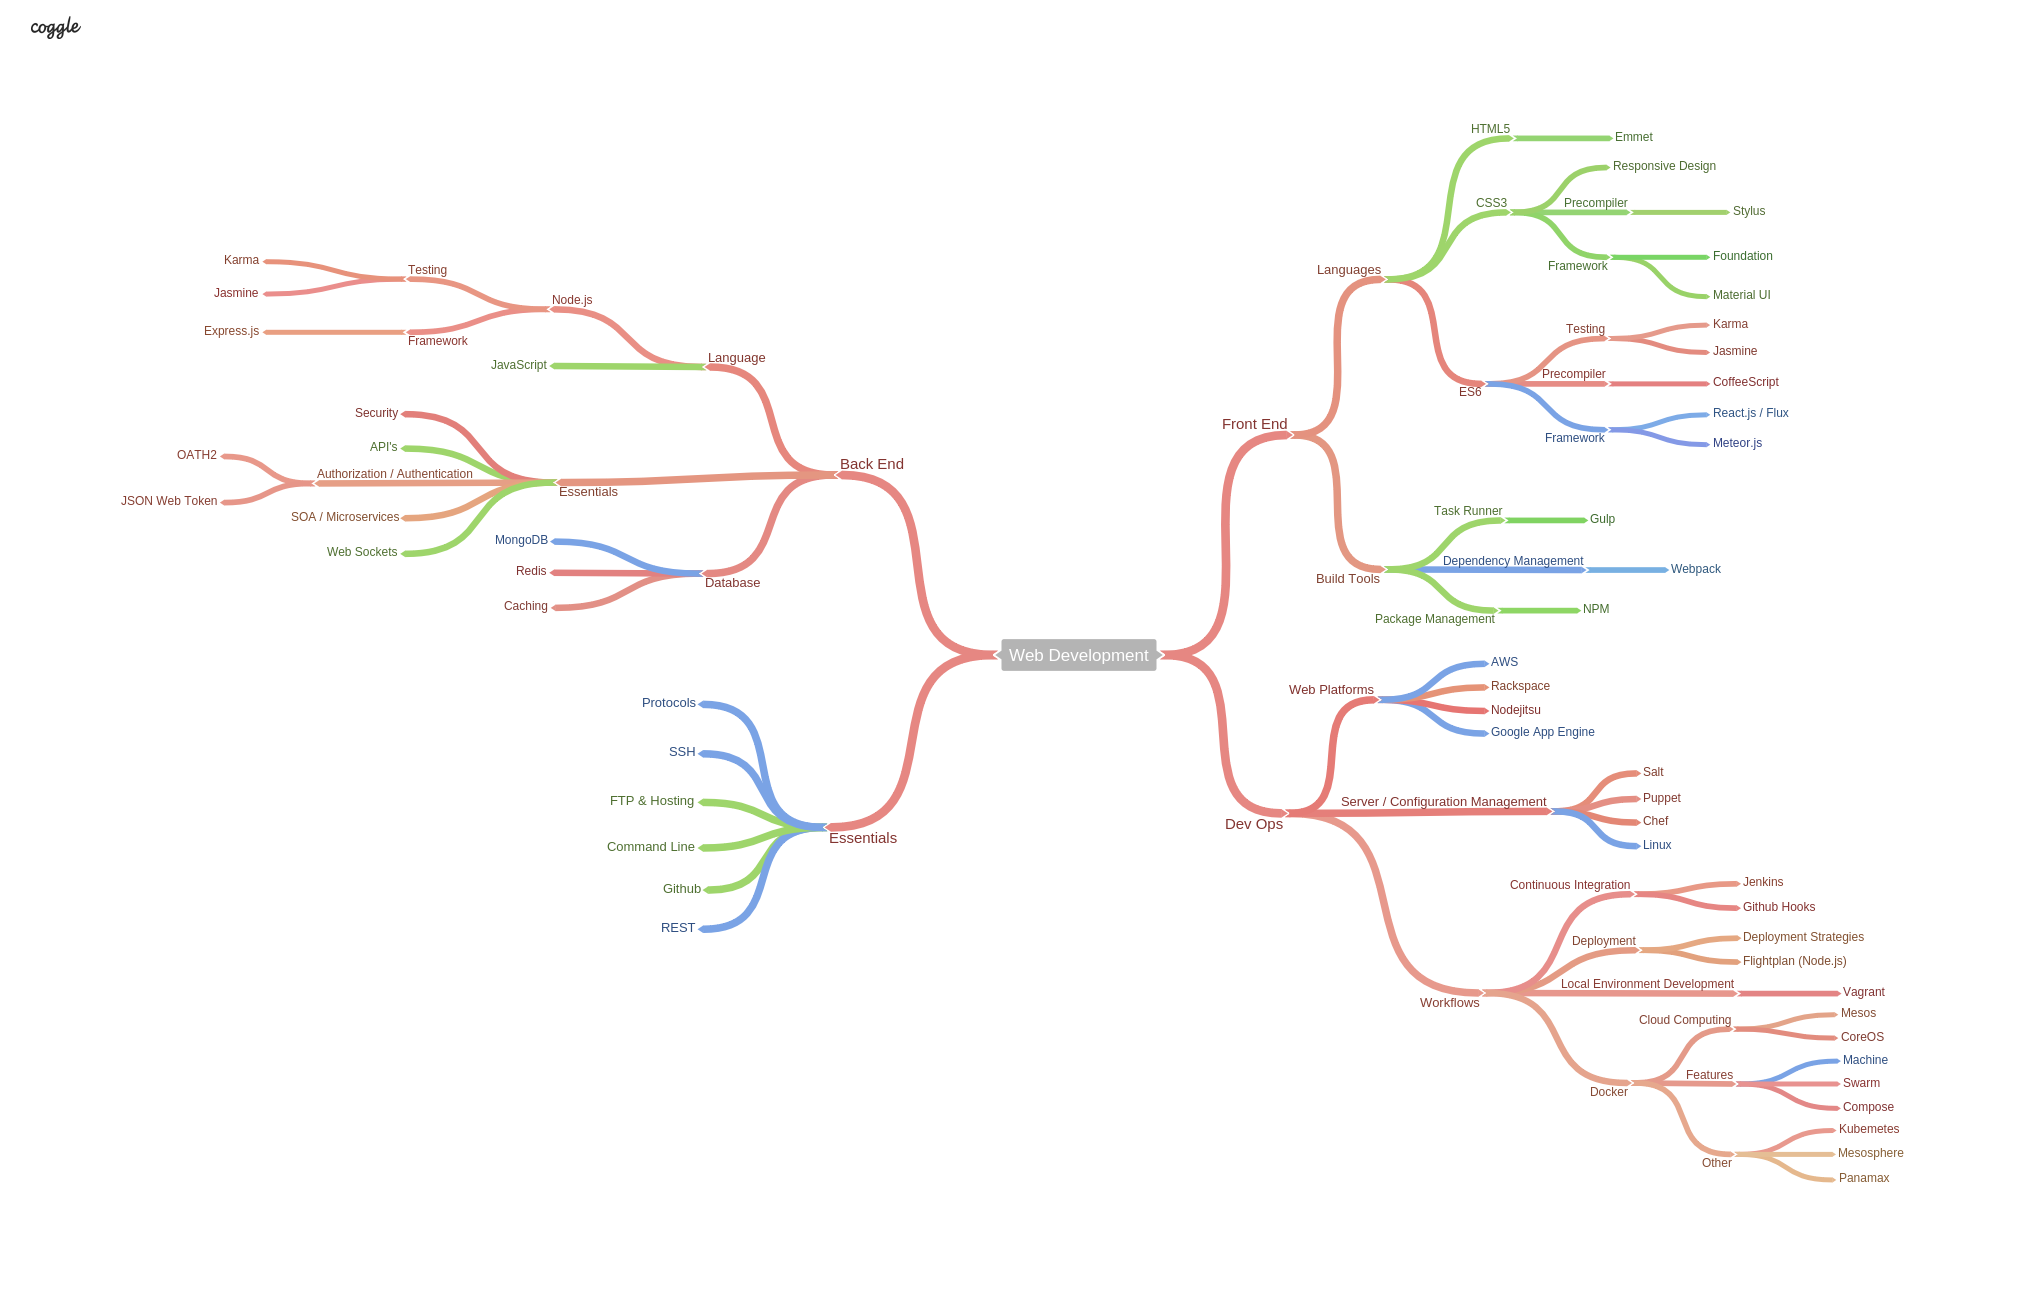 coggle
Web Development
Back End
Language
Node.js
Testing
Karma
Jasmine
Framework
Express.js
JavaScript
Essentials
Security
API's
Authorization / Authentication
OATH2
JSON Web Token
SOA / Microservices
Web Sockets
Database
MongoDB
Redis
Caching
Essentials
Protocols
SSH
FTP & Hosting
Command Line
Github
REST
Front End
Languages
HTML5
Emmet
CSS3
Responsive Design
Precompiler
Stylus
Framework
Foundation
Material UI
ES6
Testing
Karma
Jasmine
Precompiler
CoffeeScript
Framework
React.js / Flux
Meteor.js
Build Tools
Task Runner
Gulp
Dependency Management
Webpack
Package Management
NPM
Dev Ops
Web Platforms
AWS
Rackspace
Nodejitsu
Google App Engine
Server / Configuration Management
Salt
Puppet
Chef
Linux
Workflows
Continuous Integration
Jenkins
Github Hooks
Deployment
Deployment Strategies
Flightplan (Node.js)
Local Environment Development
Vagrant
Docker
Cloud Computing
Mesos
CoreOS
Features
Machine
Swarm
Compose
Other
Kubernetes
Mesosphere
Panamax